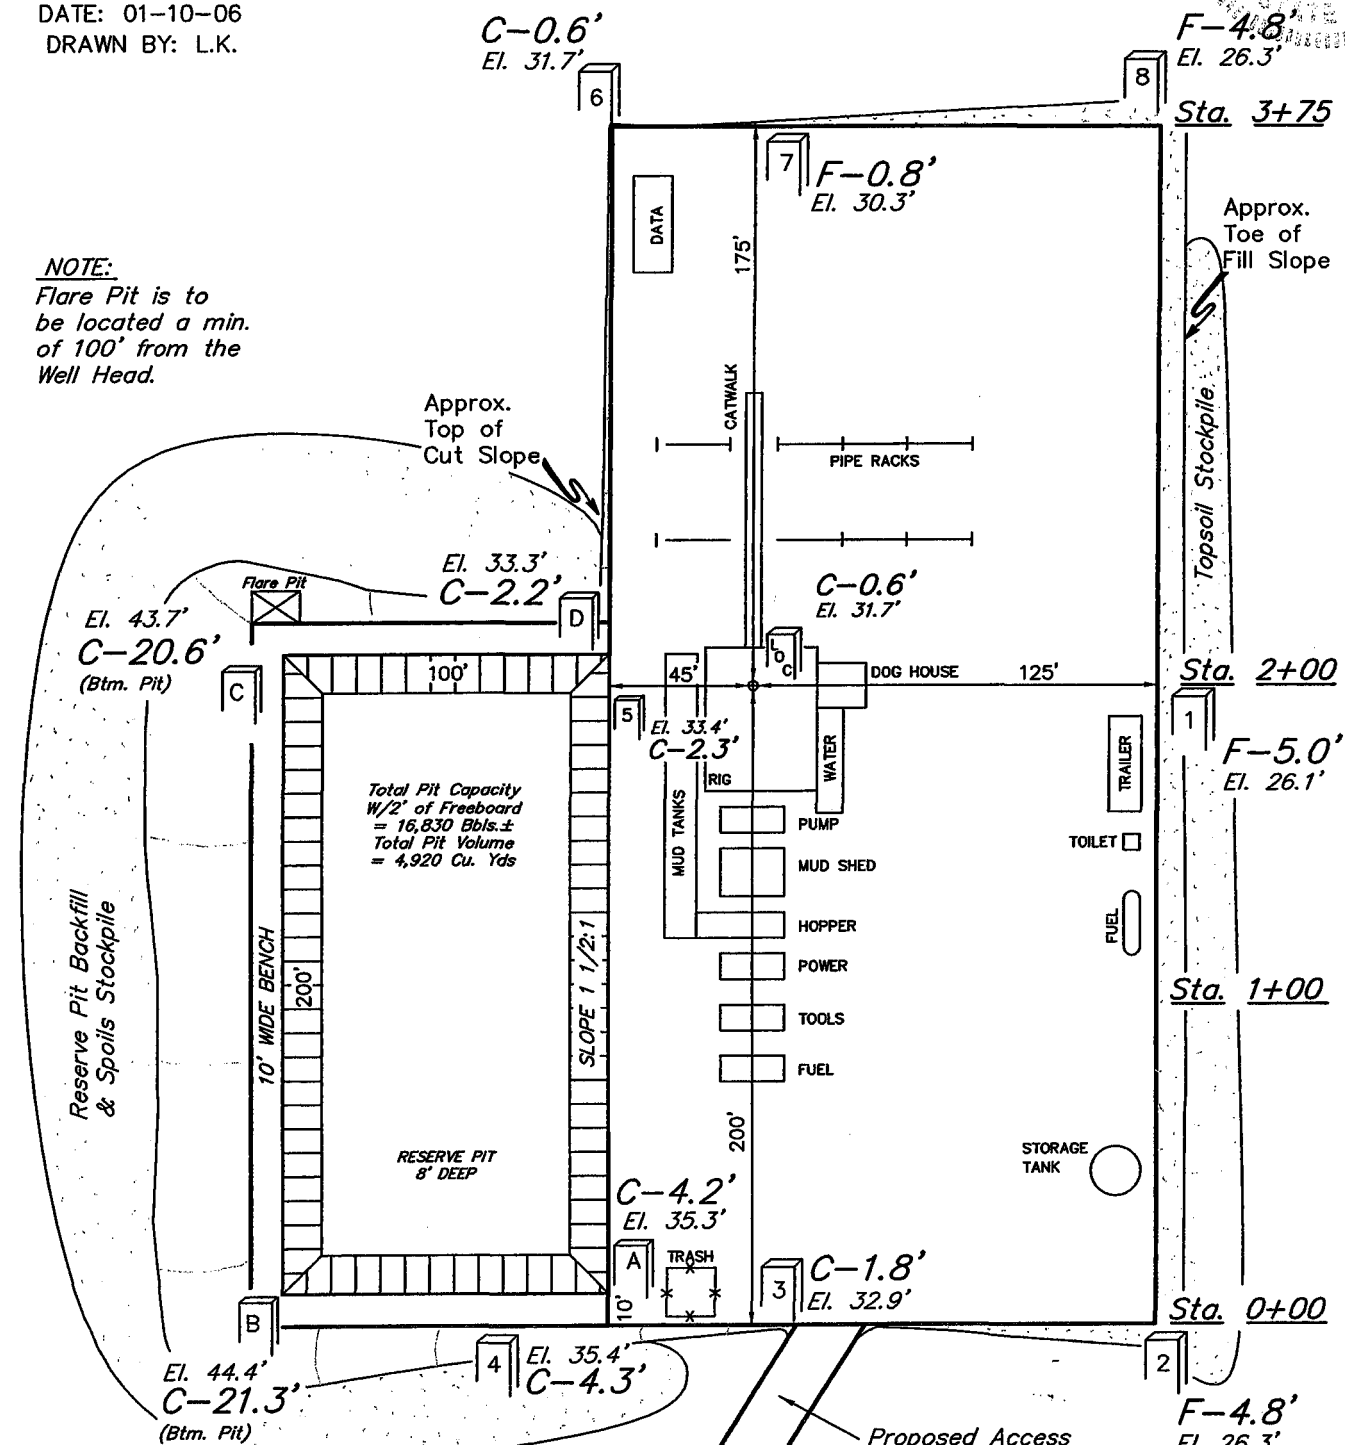 DATE: 01-10-06
DRAWN BY: L.K.
C-0.6'
El. 31.7'
6
F-4.8'
El. 26.3'
8
STATE
Sta. 3+75
7
F-0.8'
El. 30.3'
DATA
175'
Approx.
Toe of
Fill Slope
NOTE:
Flare Pit is to
be located a min.
of 100' from the
Well Head.
Approx.
Top of
Cut Slope
CATWALK
PIPE RACKS
Topsoil Stockpile
El. 33.3'
C-2.2'
D
Flare Pit
C-0.6'
El. 31.7'
LOC
El. 43.7'
C-20.6'
(Btm. Pit)
C
100'
45'
DOG HOUSE
125'
Sta. 2+00
5
El. 33.4'
C-2.3'
1
F-5.0'
El. 26.1'
RIG
WATER
TRAILER
MUD TANKS
Total Pit Capacity
W/2' of Freeboard
= 16,830 Bbls.±
Total Pit Volume
= 4,920 Cu. Yds
PUMP
TOILET
MUD SHED
HOPPER
FUEL
POWER
TOOLS
FUEL
Reserve Pit Backfill
& Spoils Stockpile
10' WIDE BENCH
200'
SLOPE 1 1/2:1
Sta. 1+00
200'
RESERVE PIT
8' DEEP
STORAGE
TANK
C-4.2'
El. 35.3'
A
TRASH
10'
3
C-1.8'
El. 32.9'
Sta. 0+00
B
El. 44.4'
C-21.3'
(Btm. Pit)
4
El. 35.4'
C-4.3'
2
F-4.8'
El. 26.3'
Proposed Access